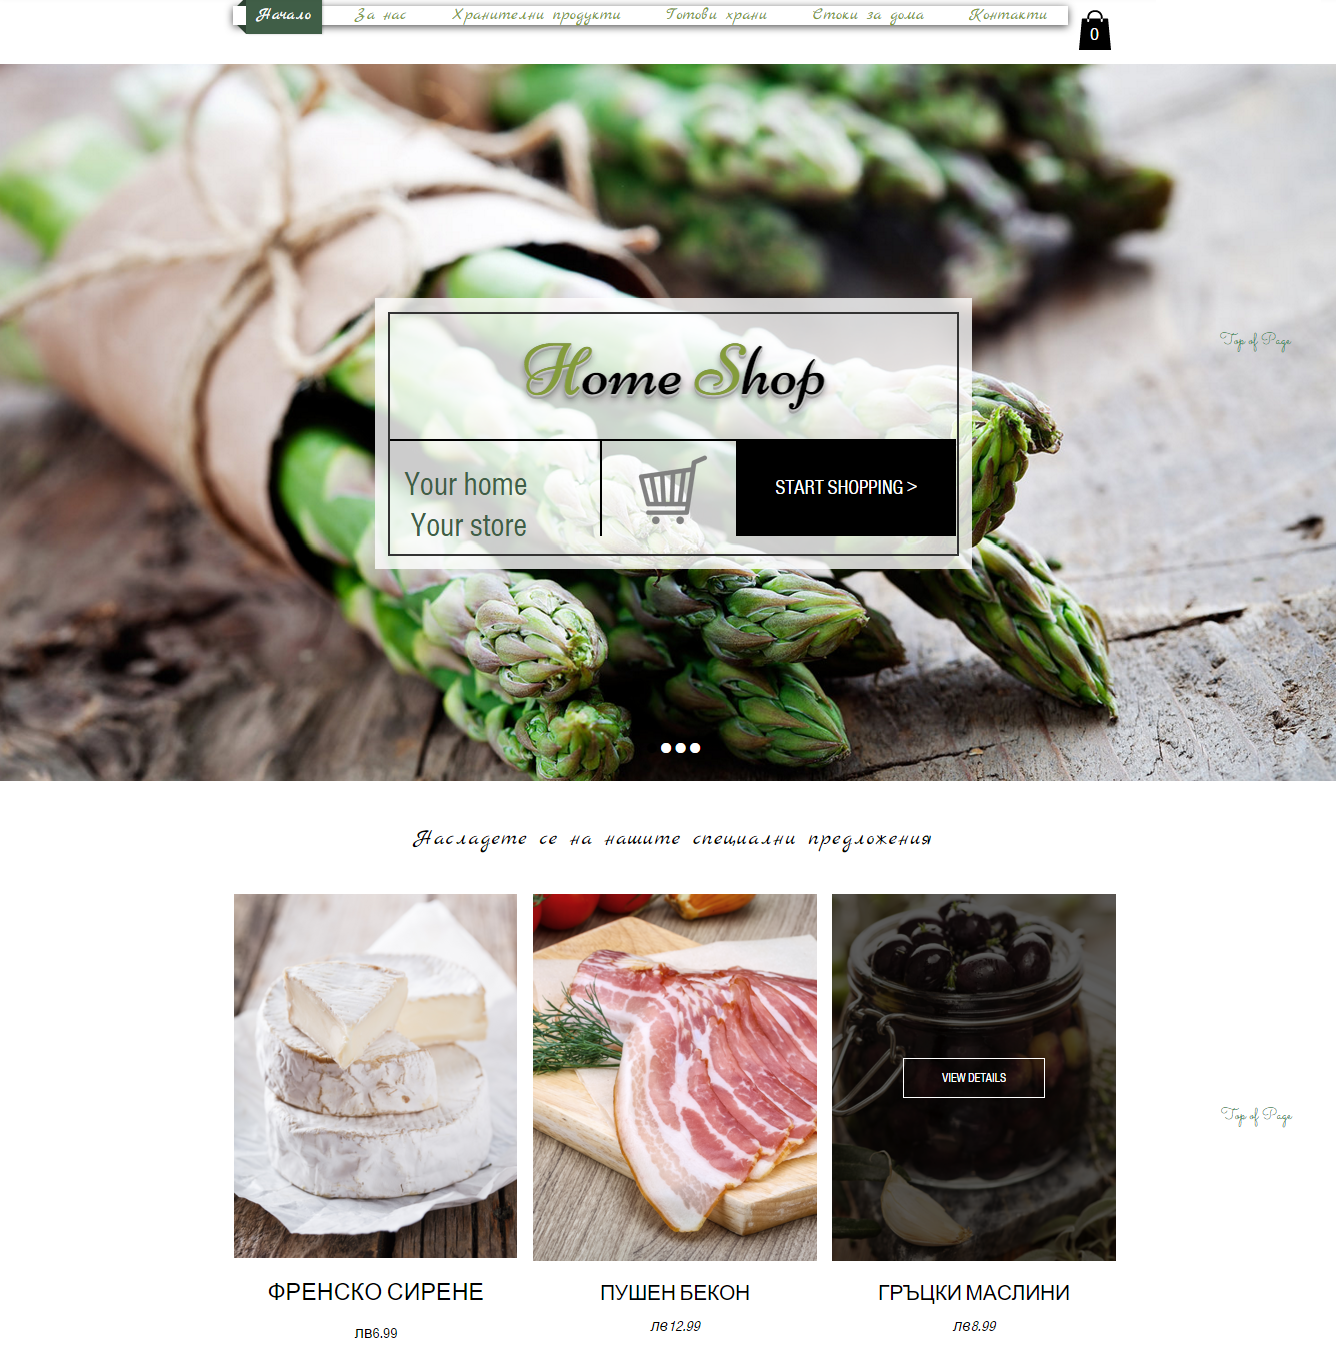 Начало За нас Хранителни продукти Готови храни Стоки за дома Контакти
0
Top of Page
Home Shop
Your home
Your store
START SHOPPING >
Насладете се на нашите специални предложения
VIEW DETAILS
Top of Page
ФРЕНСКО СИРЕНЕ ПУШЕН БЕКОН ГРЪЦКИ МАСЛИНИ
лв6.99 лв12.99 лв8.99